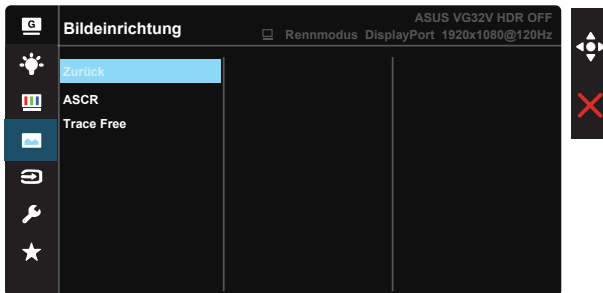 G
Bildeinrichtung
ASUS VG32V HDR OFF
Rennmodus DisplayPort 1920x1080@120Hz
Zurück
ASCR
Trace Free